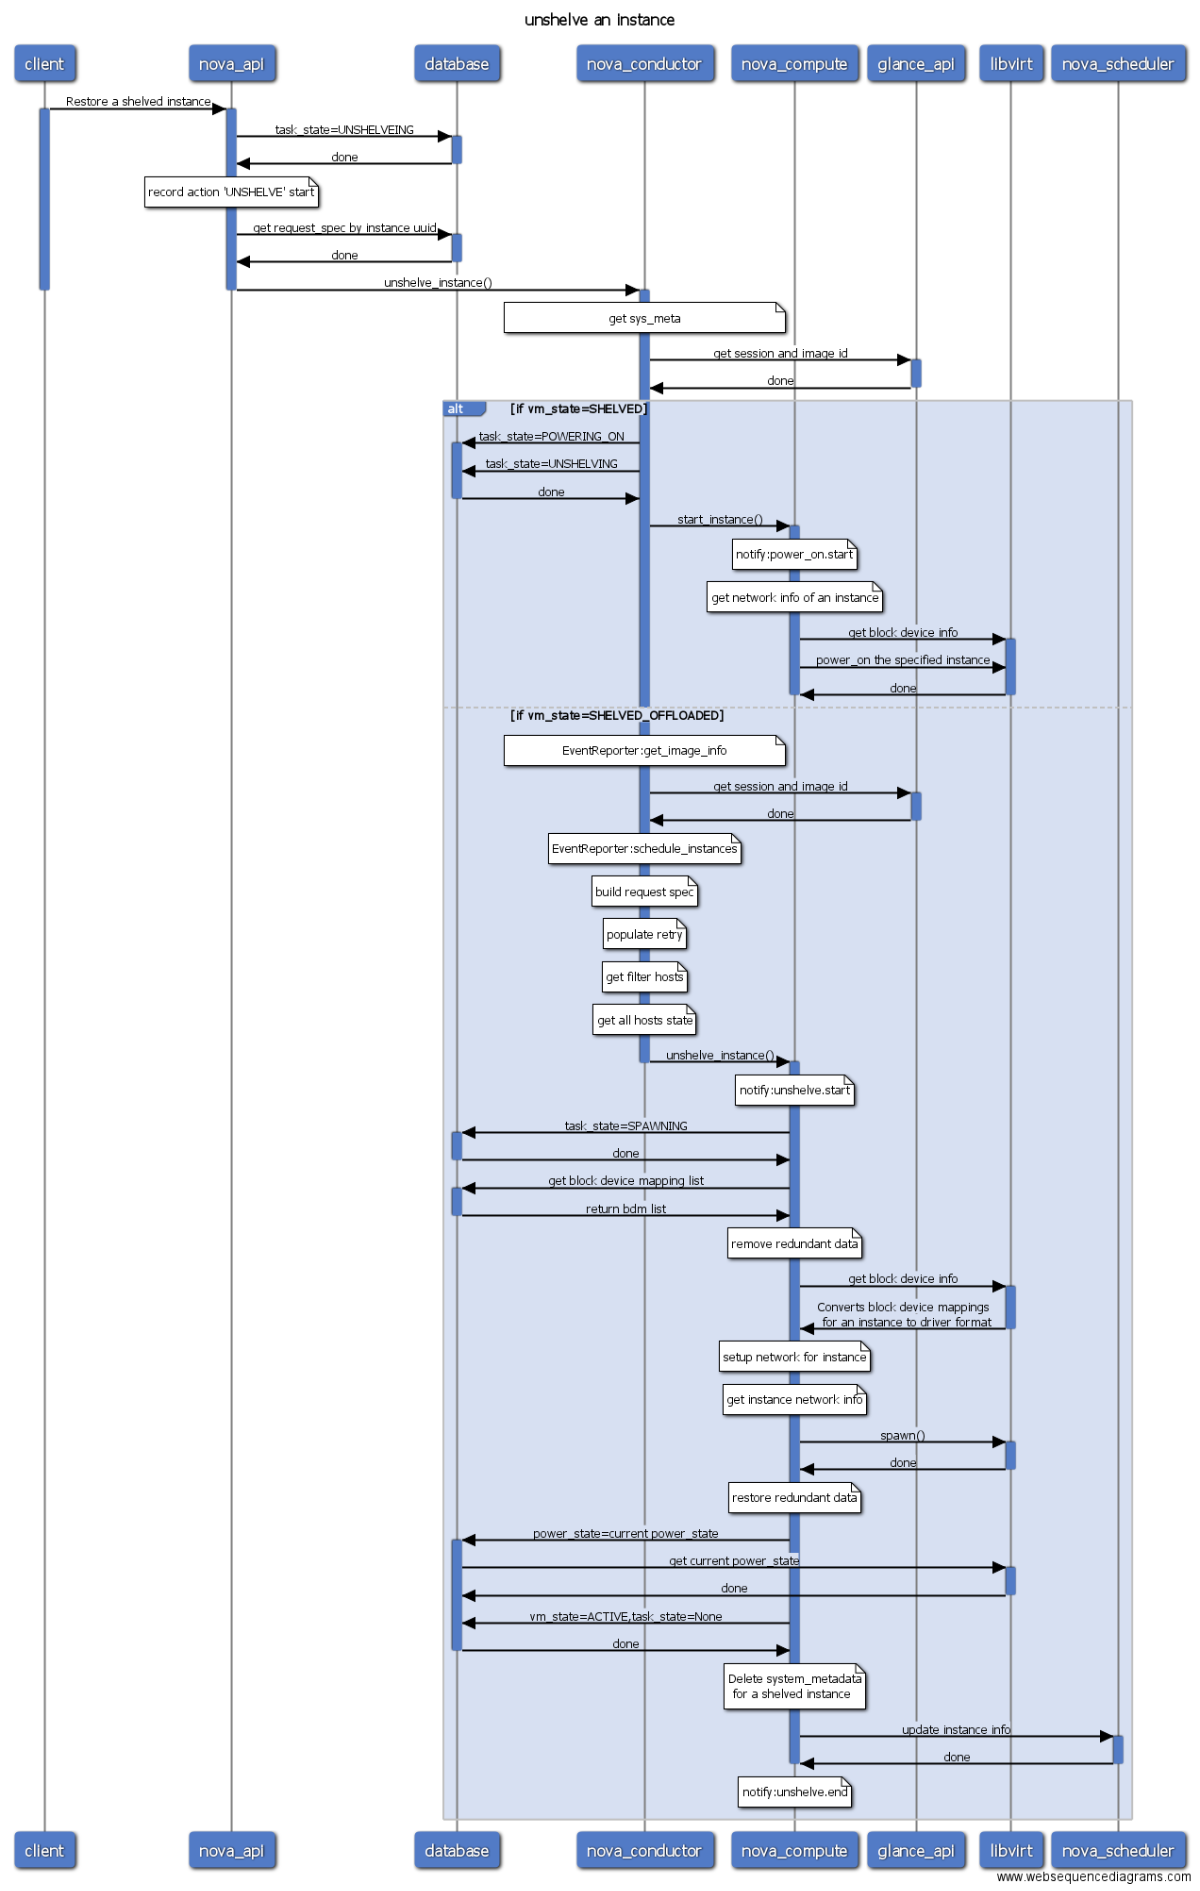 unshelve an instance
client
nova_api
database
nova_conductor
nova_compute
glance_api
libvirt
nova_scheduler
Restore a shelved instance
task_state=UNSHELVEING
done
record action 'UNSHELVE' start
get request_spec by instance uuid
done
unshelve_instance()
get sys_meta
get session and image id
done
alt
[if vm_state=SHELVED]
task_state=POWERING_ON
task_state=UNSHELVING
done
start_instance()
notify:power_on.start
get network info of an instance
get block device info
power_on the specified instance
done
[if vm_state=SHELVED_OFFLOADED]
EventReporter:get_image_info
get session and image id
done
EventReporter:schedule_instances
build request spec
populate retry
get filter hosts
get all hosts state
unshelve_instance()
notify:unshelve.start
task_state=SPAWNING
done
get block device mapping list
return bdm list
remove redundant data
get block device info
Converts block device mappings
for an instance to driver format
setup network for instance
get instance network info
spawn()
done
restore redundant data
power_state=current power_state
get current power_state
done
vm_state=ACTIVE,task_state=None
done
Delete system_metadata
for a shelved instance
update instance info
done
notify:unshelve.end
client
nova_api
database
nova_conductor
nova_compute
glance_api
libvirt
nova_scheduler
www.websequencediagrams.com